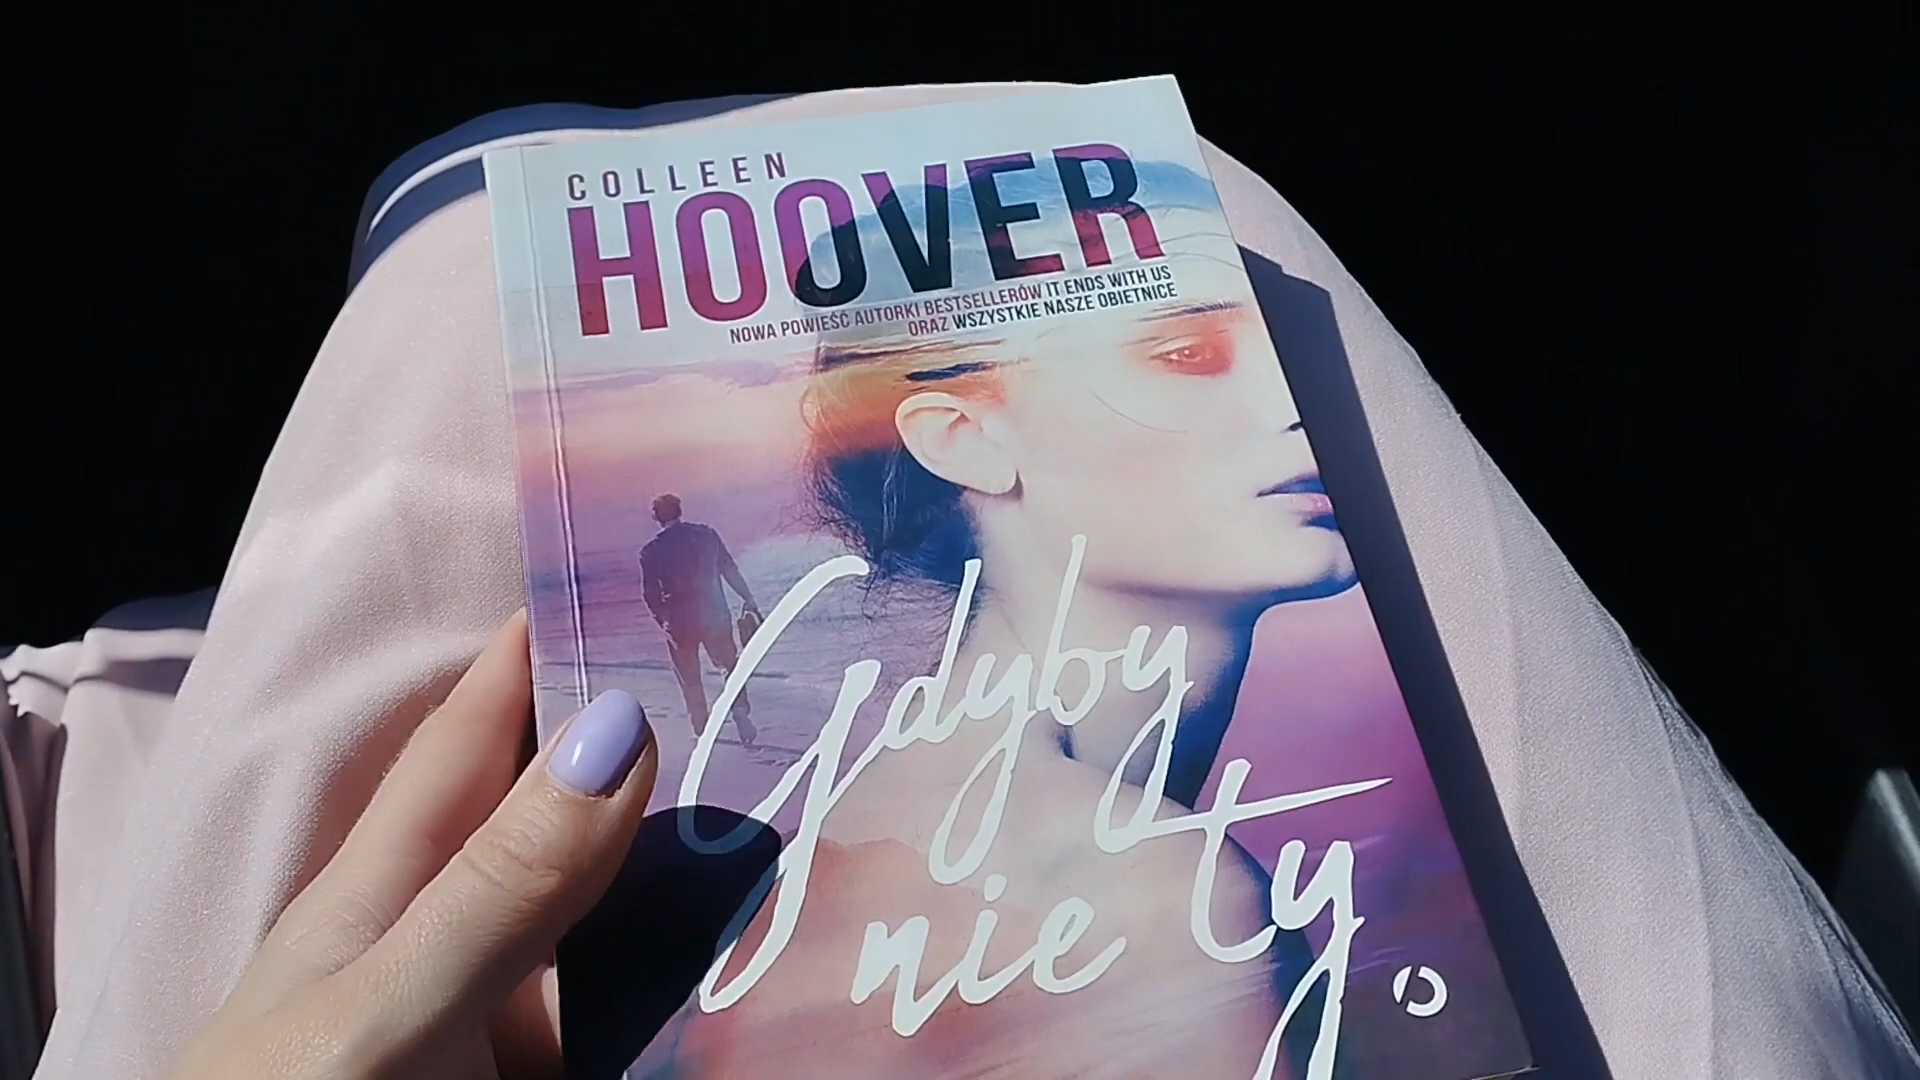 COLLEEN
HOOVER
NOWA POWIEŚĆ AUTORKI BESTSELLERÓW IT ENDS WITH US
ORAZ WSZYSTKIE NASZE OBIETNICE
Gdyby
nie ty